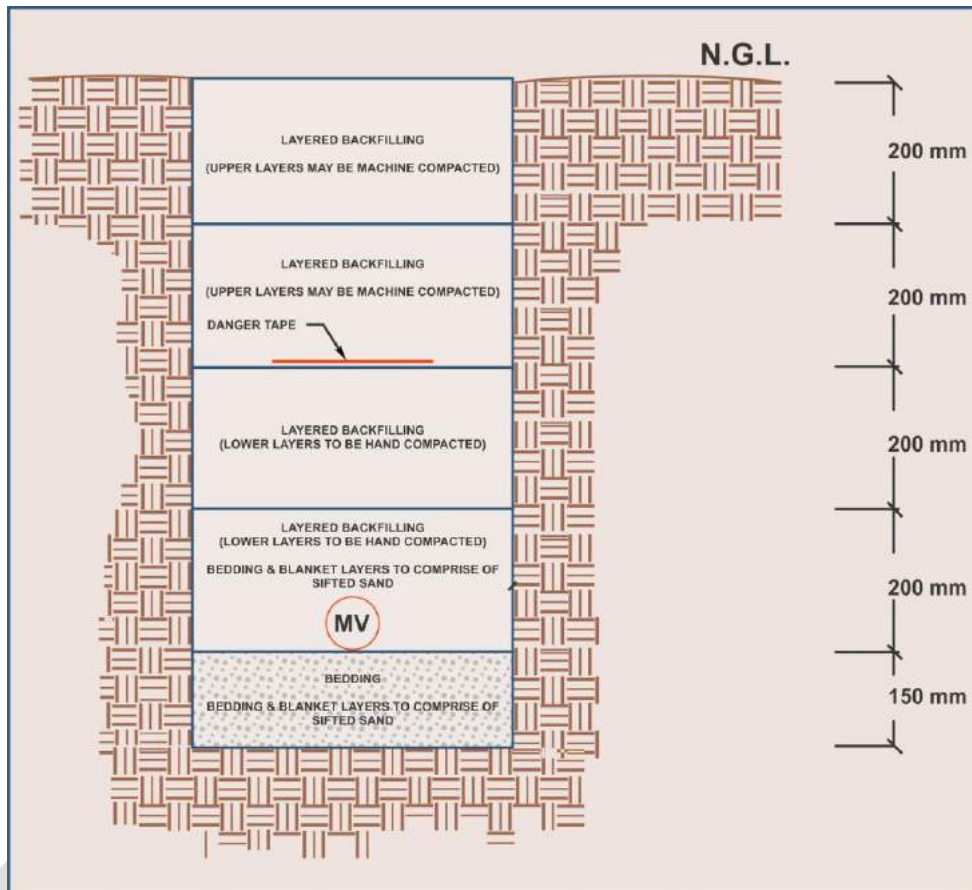 N.G.L.
LAYERED BACKFILLING
(UPPER LAYERS MAY BE MACHINE COMPACTED)
200 mm
LAYERED BACKFILLING
(UPPER LAYERS MAY BE MACHINE COMPACTED)
DANGER TAPE
200 mm
LAYERED BACKFILLING
(LOWER LAYERS TO BE HAND COMPACTED)
200 mm
LAYERED BACKFILLING
(LOWER LAYERS TO BE HAND COMPACTED)
BEDDING & BLANKET LAYERS TO COMPRISE OF
SIFTED SAND
MV
200 mm
BEDDING
BEDDING & BLANKET LAYERS TO COMPRISE OF
SIFTED SAND
150 mm